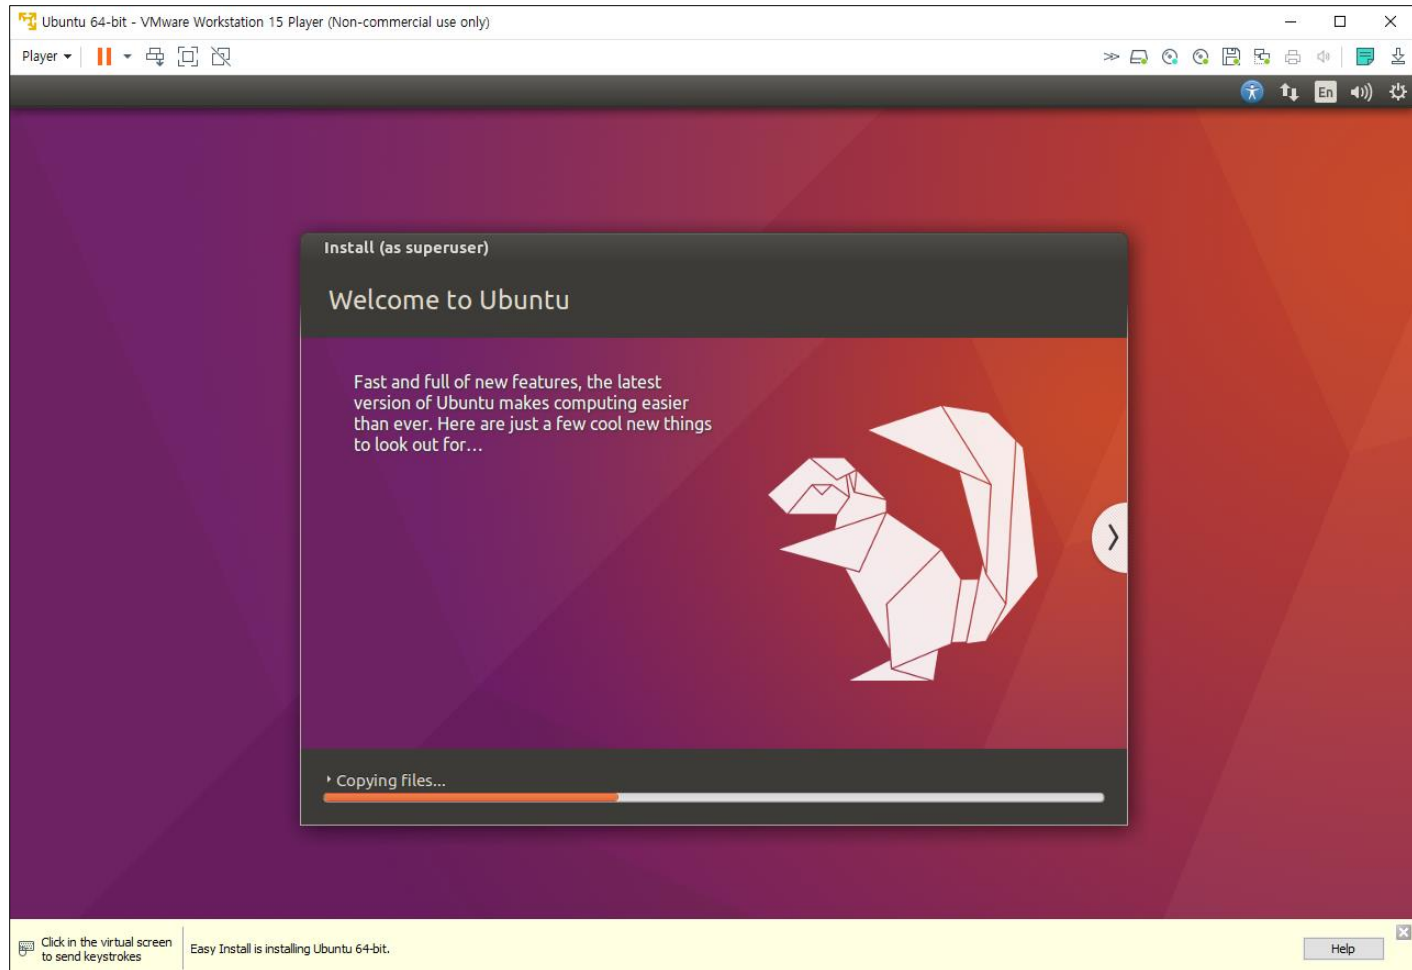 Ubuntu 64-bit - VMware Workstation 15 Player (Non-commercial use only)
Player
En
Install (as superuser)
Welcome to Ubuntu
Fast and full of new features, the latest
version of Ubuntu makes computing easier
than ever. Here are just a few cool new things
to look out for...
Copying files...
Click in the virtual screen
to send keystrokes
Easy Install is installing Ubuntu 64-bit.
Help